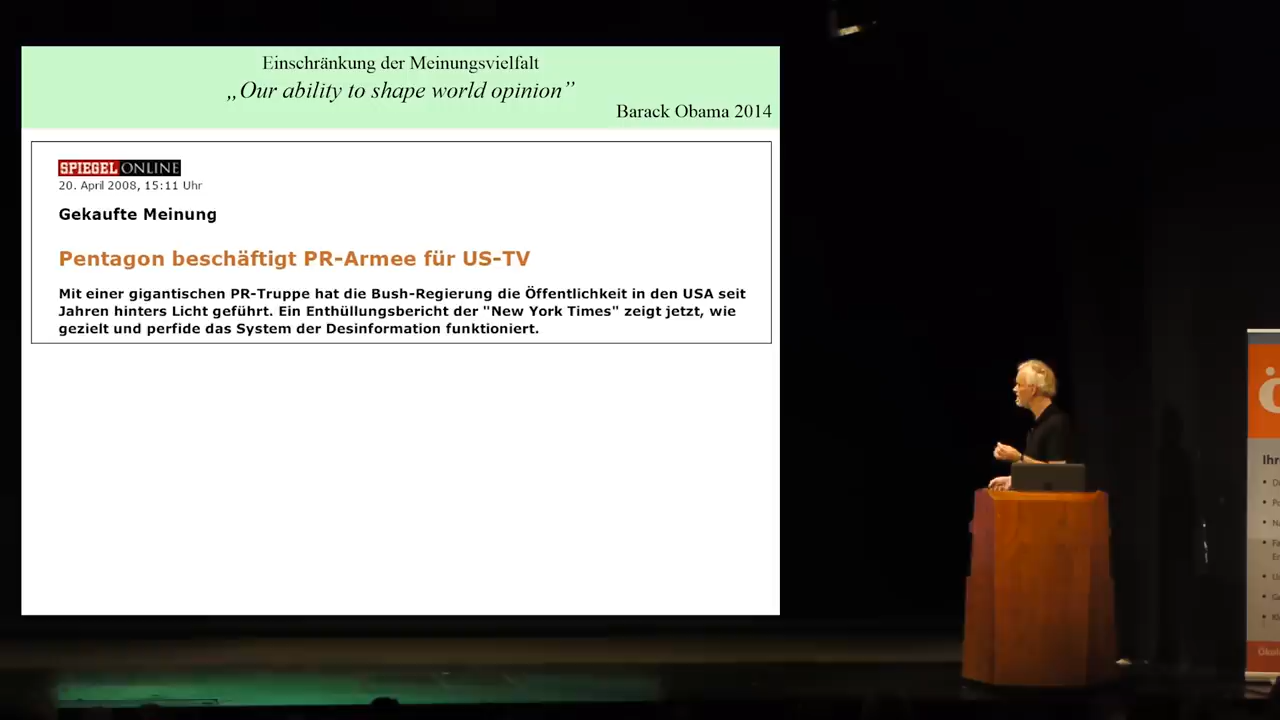 Einschränkung der Meinungsvielfalt
„Our ability to shape world opinion”
Barack Obama 2014
SPIEGEL ONLINE
20. April 2008, 15:11 Uhr
Gekaufte Meinung
Pentagon beschäftigt PR-Armee für US-TV
Mit einer gigantischen PR-Truppe hat die Bush-Regierung die Öffentlichkeit in den USA seit
Jahren hinters Licht geführt. Ein Enthüllungsbericht der "New York Times" zeigt jetzt, wie
gezielt und perfide das System der Desinformation funktioniert.